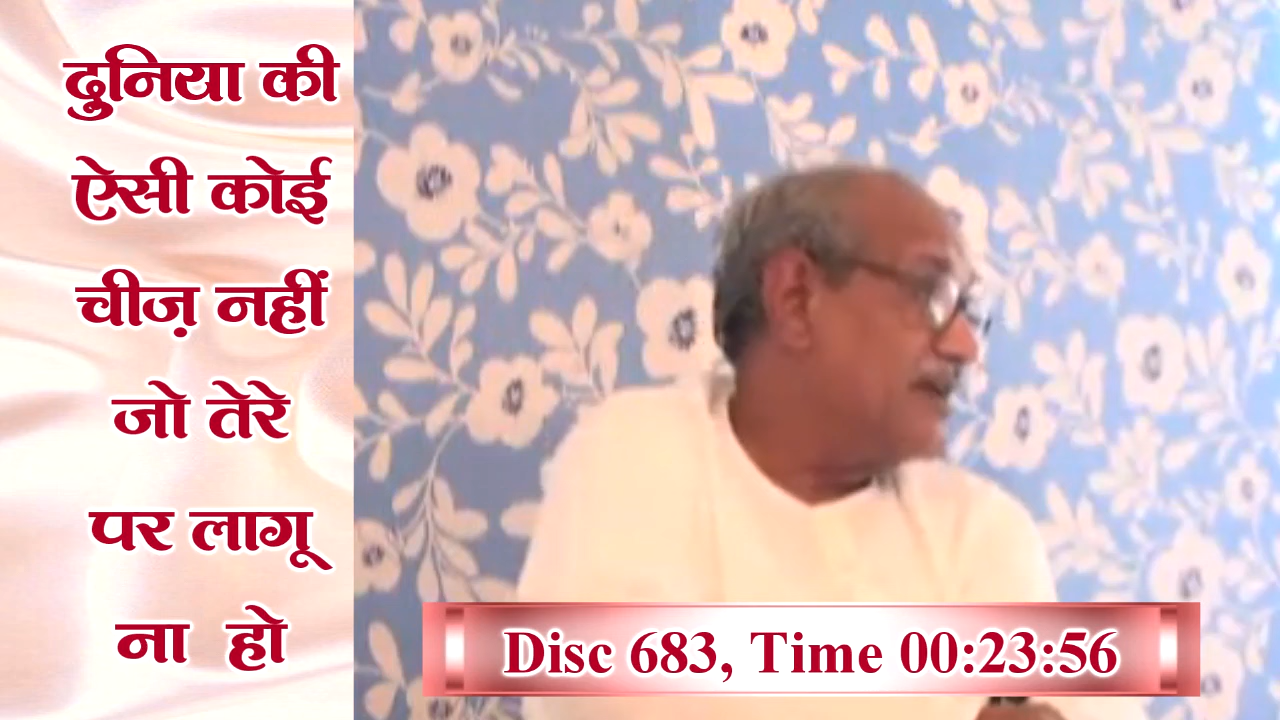 दुनिया की
ऐसी कोई
चीज़ नहीं
जो तेरे
पर लागू
ना हो
Disc 683, Time 00:23:56